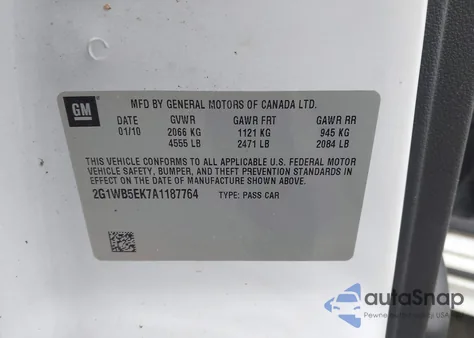 GM
MFD BY GENERAL MOTORS OF CANADA LTD.
DATE GVWR GAWR FRT GAWR RR
01/10 2066 KG 1121 KG 945 KG
4555 LB 2471 LB 2084 LB
THIS VEHICLE CONFORMS TO ALL APPLICABLE U.S. FEDERAL MOTOR
VEHICLE SAFETY, BUMPER, AND THEFT PREVENTION STANDARDS IN
EFFECT ON THE DATE OF MANUFACTURE SHOWN ABOVE.
2G1WB5EK7A1187764 TYPE: PASS CAR
autoSnap
Pewne auta z USA